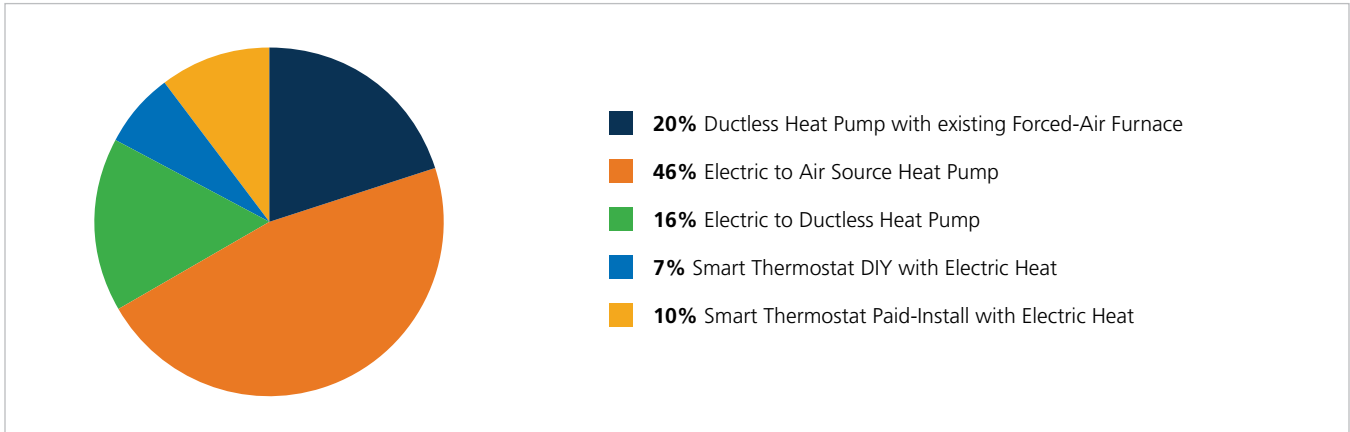 20% Ductless Heat Pump with existing Forced-Air Furnace
46% Electric to Air Source Heat Pump
16% Electric to Ductless Heat Pump
7% Smart Thermostat DIY with Electric Heat
10% Smart Thermostat Paid-Install with Electric Heat